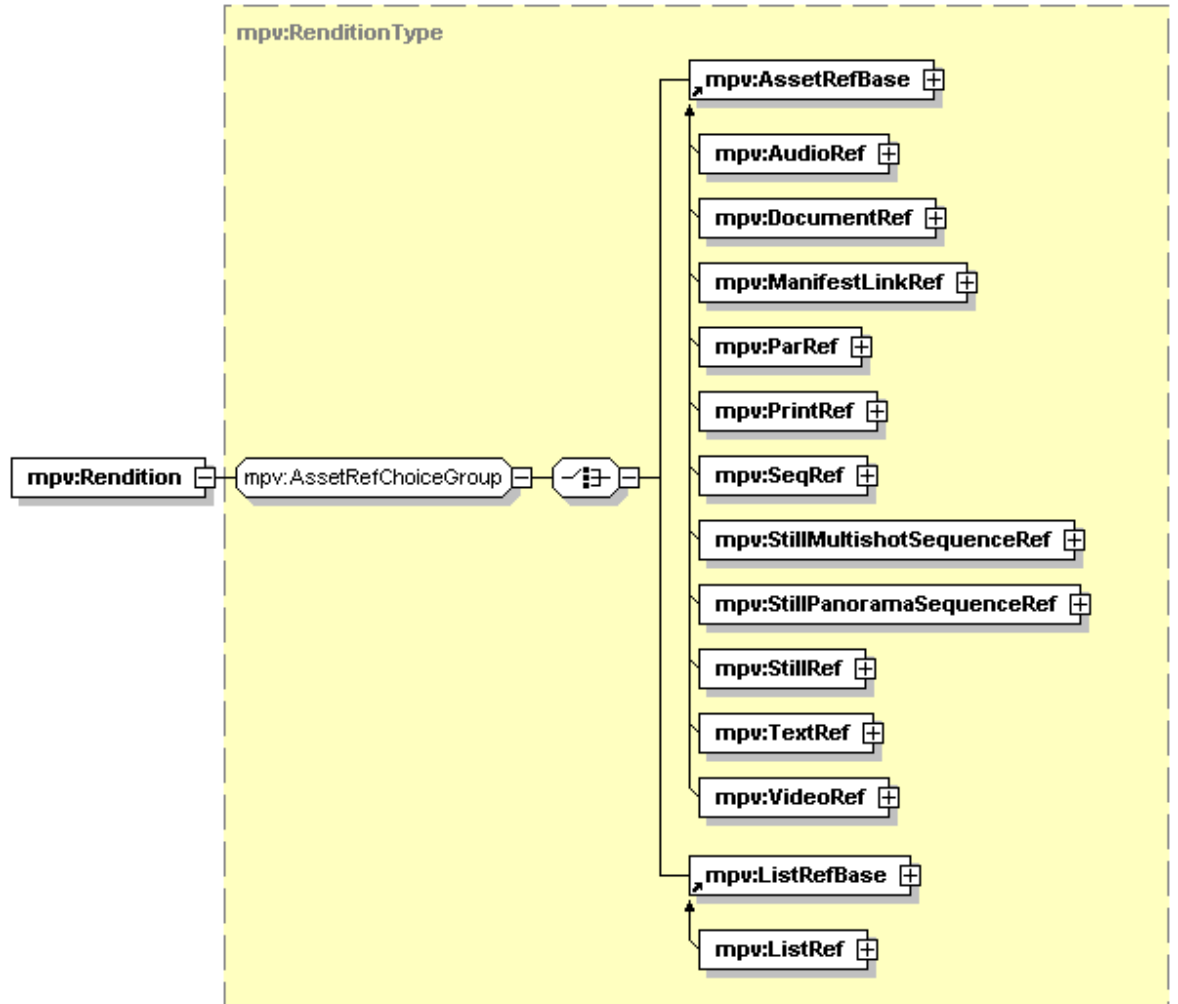 mpv:RenditionType
mpv:AssetRefBase
mpv:AudioRef
mpv:DocumentRef
mpv:ManifestLinkRef
mpv:ParRef
mpv:PrintRef
mpv:Rendition
mpv:AssetRefChoiceGroup
mpv:SeqRef
mpv:StillMultishotSequenceRef
mpv:StillPanoramaSequenceRef
mpv:StillRef
mpv:TextRef
mpv:VideoRef
mpv:ListRefBase
mpv:ListRef